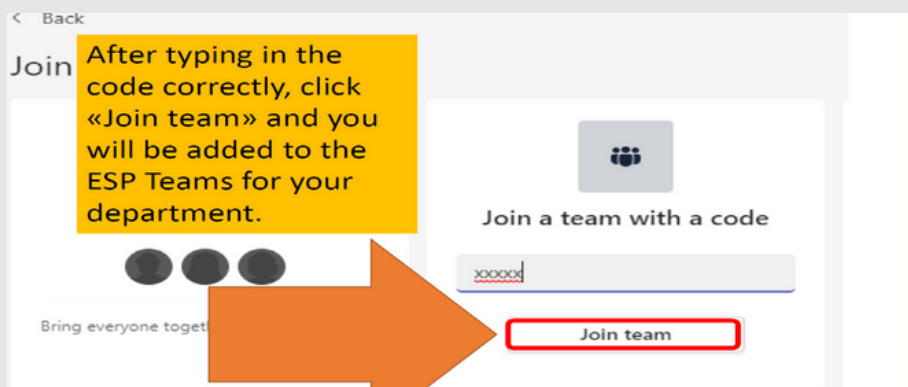 < Back
Join
After typing in the
code correctly, click
«Join team» and you
will be added to the
ESP Teams for your
department.
Join a team with a code
xxxxx
Bring everyone
Join team